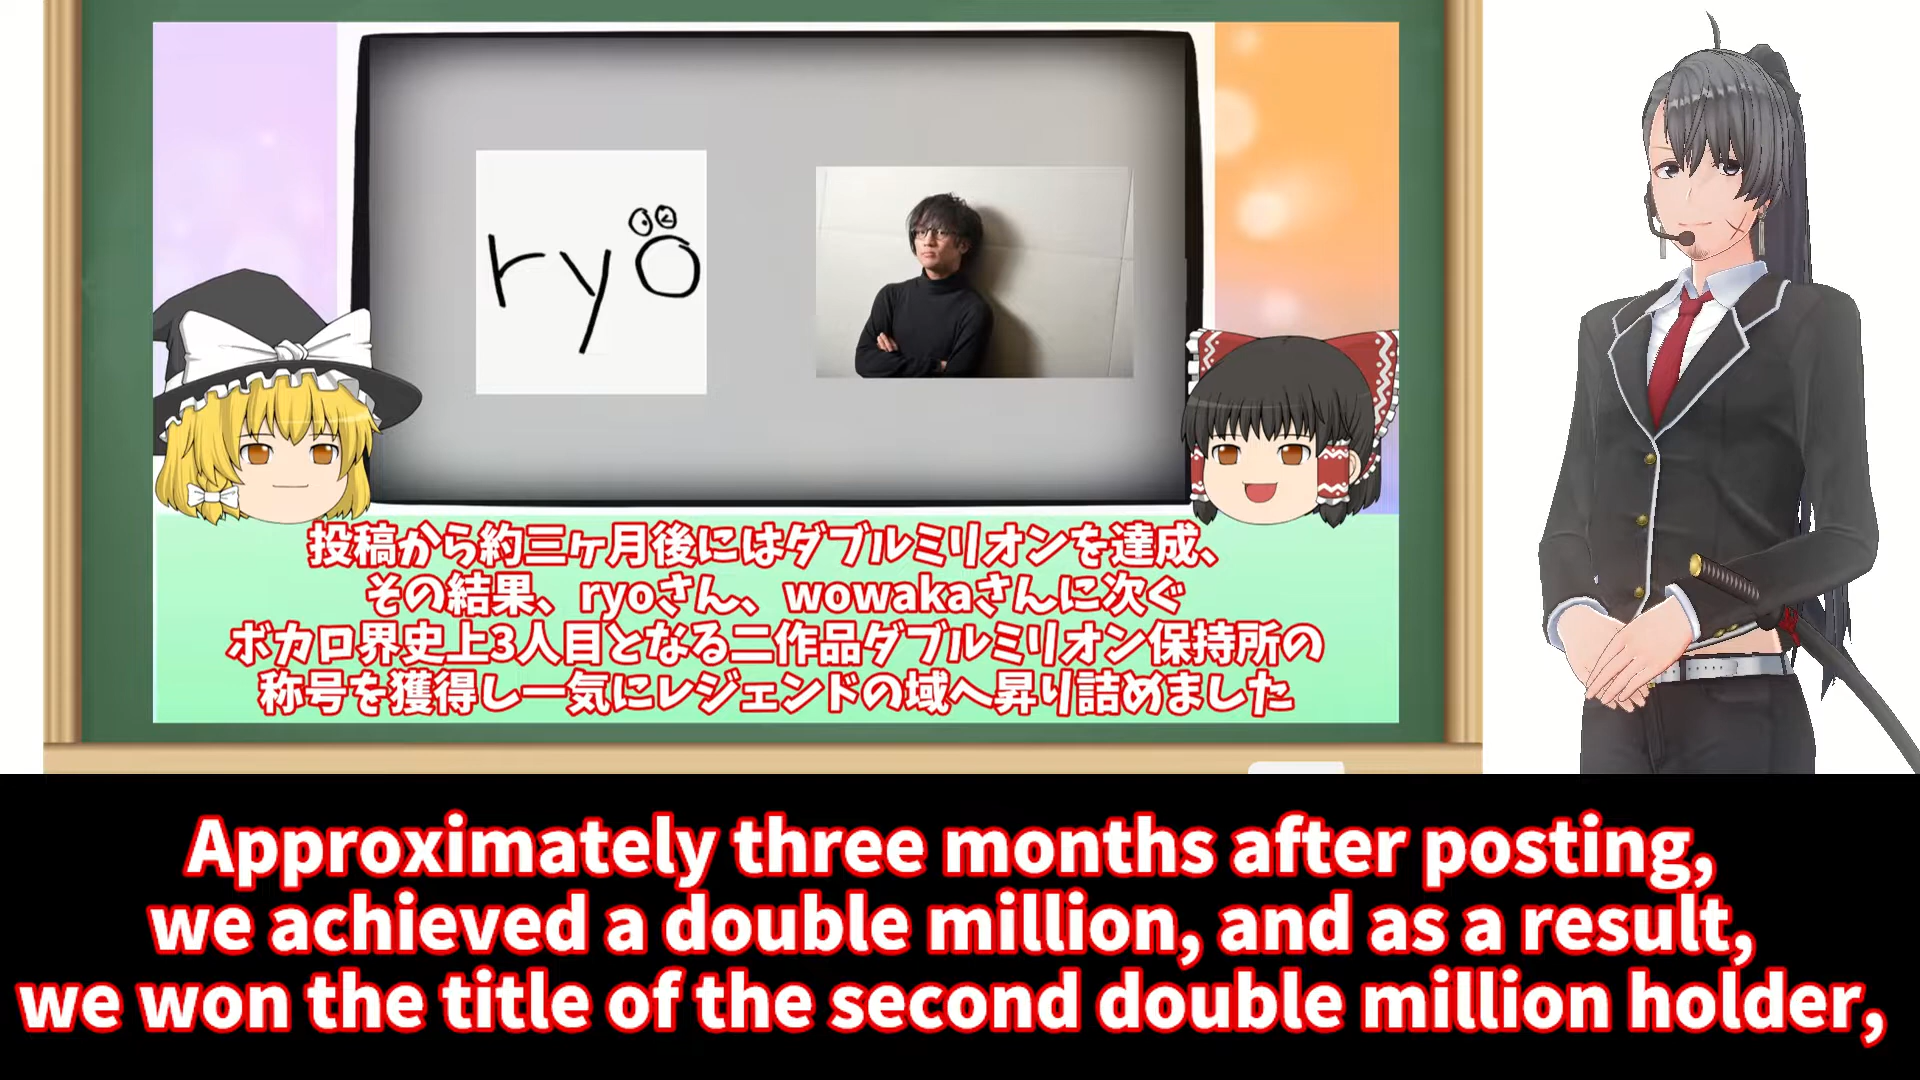 ryo
投稿から約三ヶ月後にはダブルミリオンを達成、
その結果、ryoさん、wowakaさんに次ぐ
ボカロ界史上3人目となる二作品ダブルミリオン保持所の
称号を獲得し一気にレジェンドの域へ昇り詰めました
Approximately three months after posting,
we achieved a double million, and as a result,
we won the title of the second double million holder,